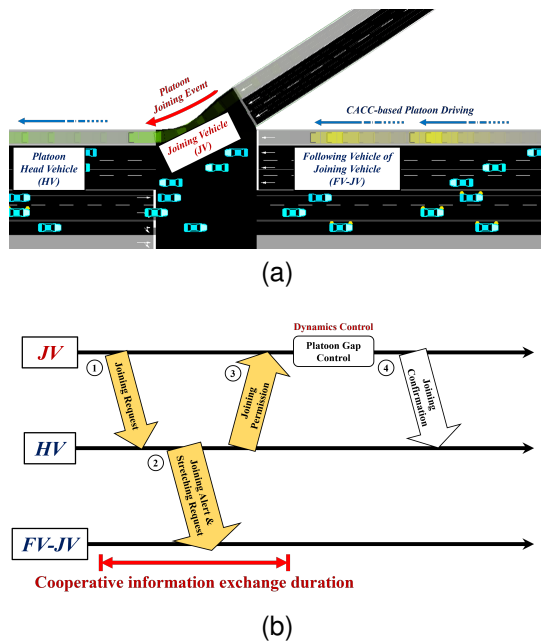 Platoon
Joining Event
CACC-based Platoon Driving
Platoon
Head Vehicle
(HV)
Joining Vehicle
(JV)
Following Vehicle of
Joining Vehicle
(FV-JV)
(a)
Dynamics Control
JV
1
Joining Request
3
Joining
Permission
Platoon Gap
Control
4
Joining
Confirmation
HV
2
Joining Alert &
Stretching Request
FV-JV
Cooperative information exchange duration
(b)